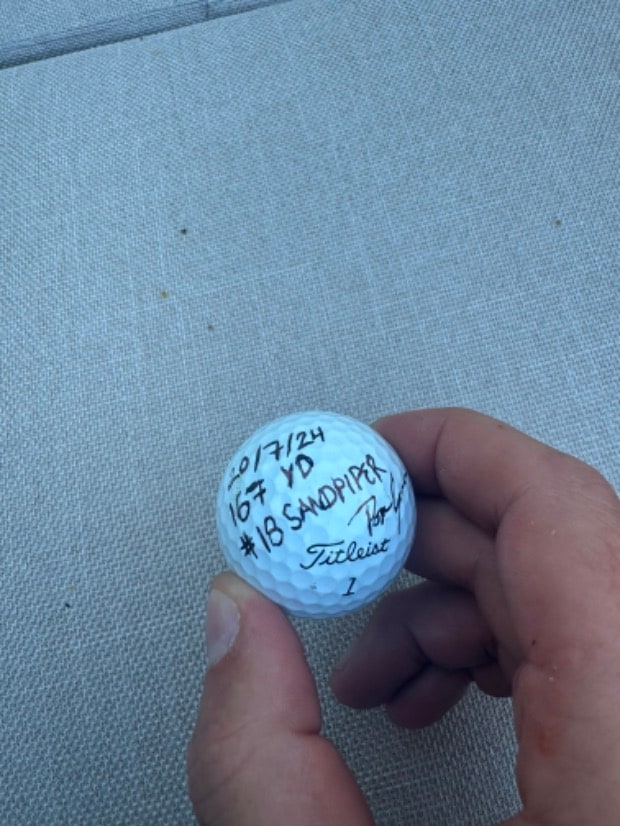 20/7/24
167 YD
#18 SANDPIPER
Titleist
1